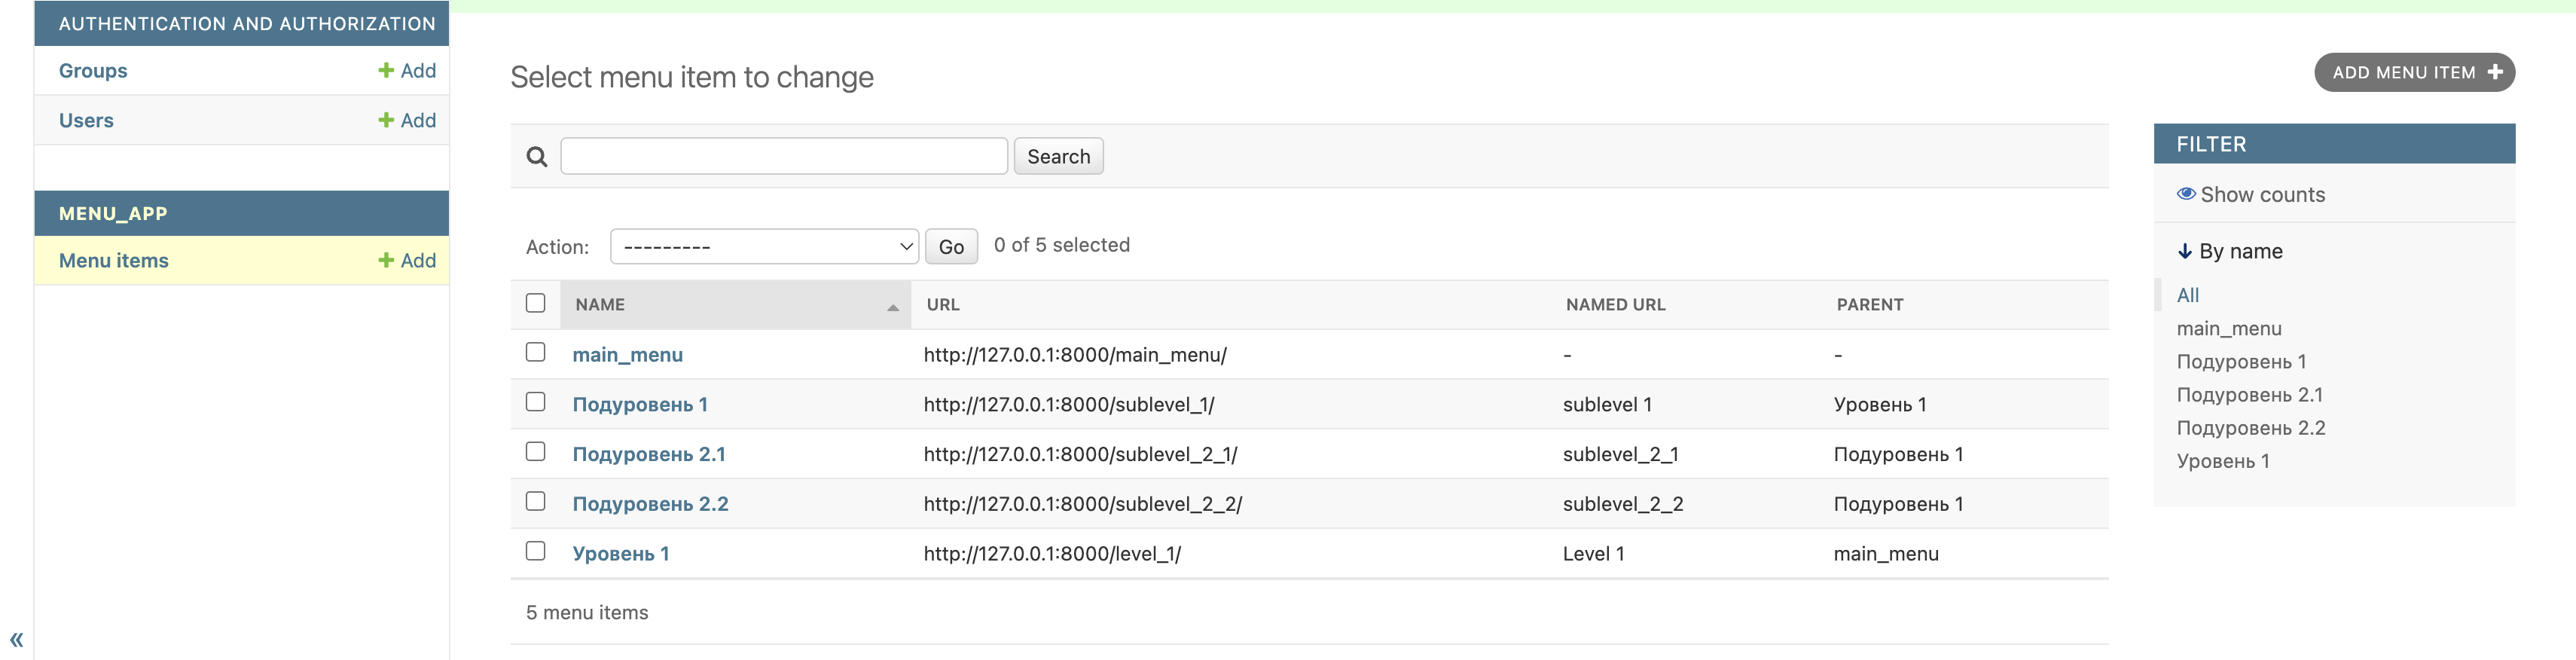 AUTHENTICATION AND AUTHORIZATION
Groups + Add
Users + Add
MENU_APP
Menu items + Add
«
Select menu item to change
ADD MENU ITEM +
Search
Action: --------- Go 0 of 5 selected
NAME URL NAMED URL PARENT
main_menu http://127.0.0.1:8000/main_menu/ - -
Подуровень 1 http://127.0.0.1:8000/sublevel_1/ sublevel 1 Уровень 1
Подуровень 2.1 http://127.0.0.1:8000/sublevel_2_1/ sublevel_2_1 Подуровень 1
Подуровень 2.2 http://127.0.0.1:8000/sublevel_2_2/ sublevel_2_2 Подуровень 1
Уровень 1 http://127.0.0.1:8000/level_1/ Level 1 main_menu
5 menu items
FILTER
Show counts
↓ By name
All
main_menu
Подуровень 1
Подуровень 2.1
Подуровень 2.2
Уровень 1